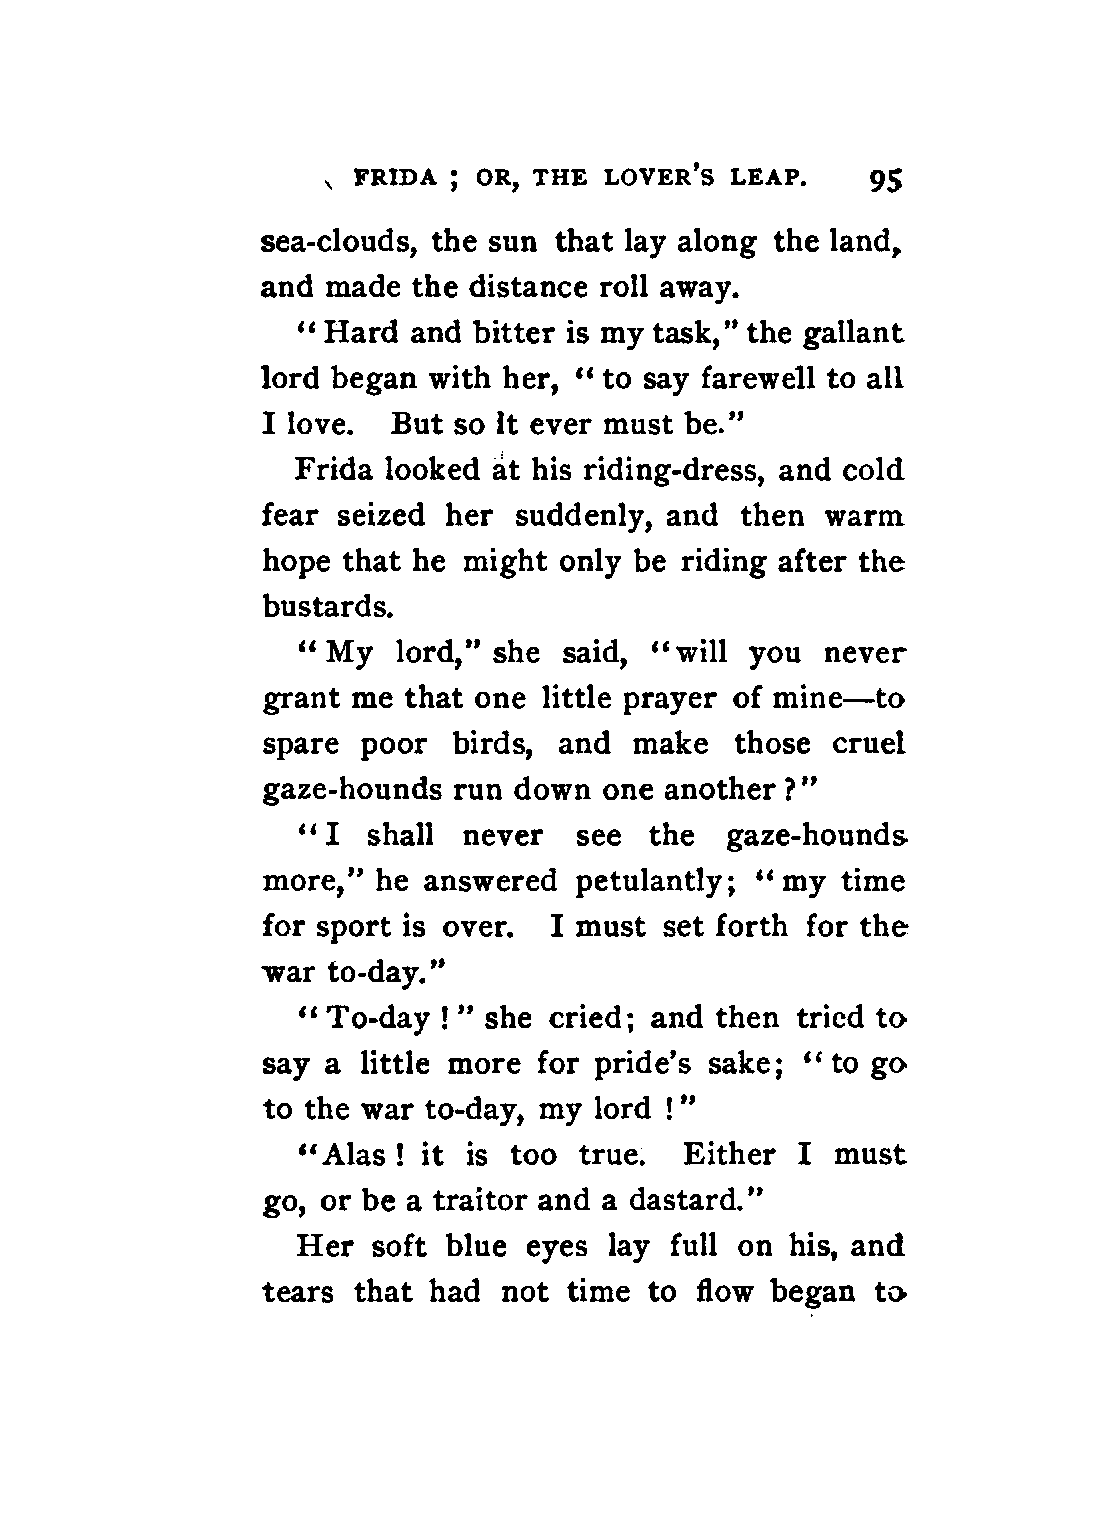 FRIDA ; OR, THE LOVER'S LEAP. 95
sea-clouds, the sun that lay along the land,
and made the distance roll away.
"Hard and bitter is my task," the gallant
lord began with her, "to say farewell to all
I love. But so it ever must be."
Frida looked at his riding-dress, and cold
fear seized her suddenly, and then warm
hope that he might only be riding after the
bustards.
"My lord," she said, "will you never
grant me that one little prayer of mine—to
spare poor birds, and make those cruel
gaze-hounds run down one another ?"
"I shall never see the gaze-hounds
more," he answered petulantly; "my time
for sport is over. I must set forth for the
war to-day."
"To-day !" she cried; and then tried to
say a little more for pride's sake; "to go
to the war to-day, my lord !"
"Alas ! it is too true. Either I must
go, or be a traitor and a dastard."
Her soft blue eyes lay full on his, and
tears that had not time to flow began to